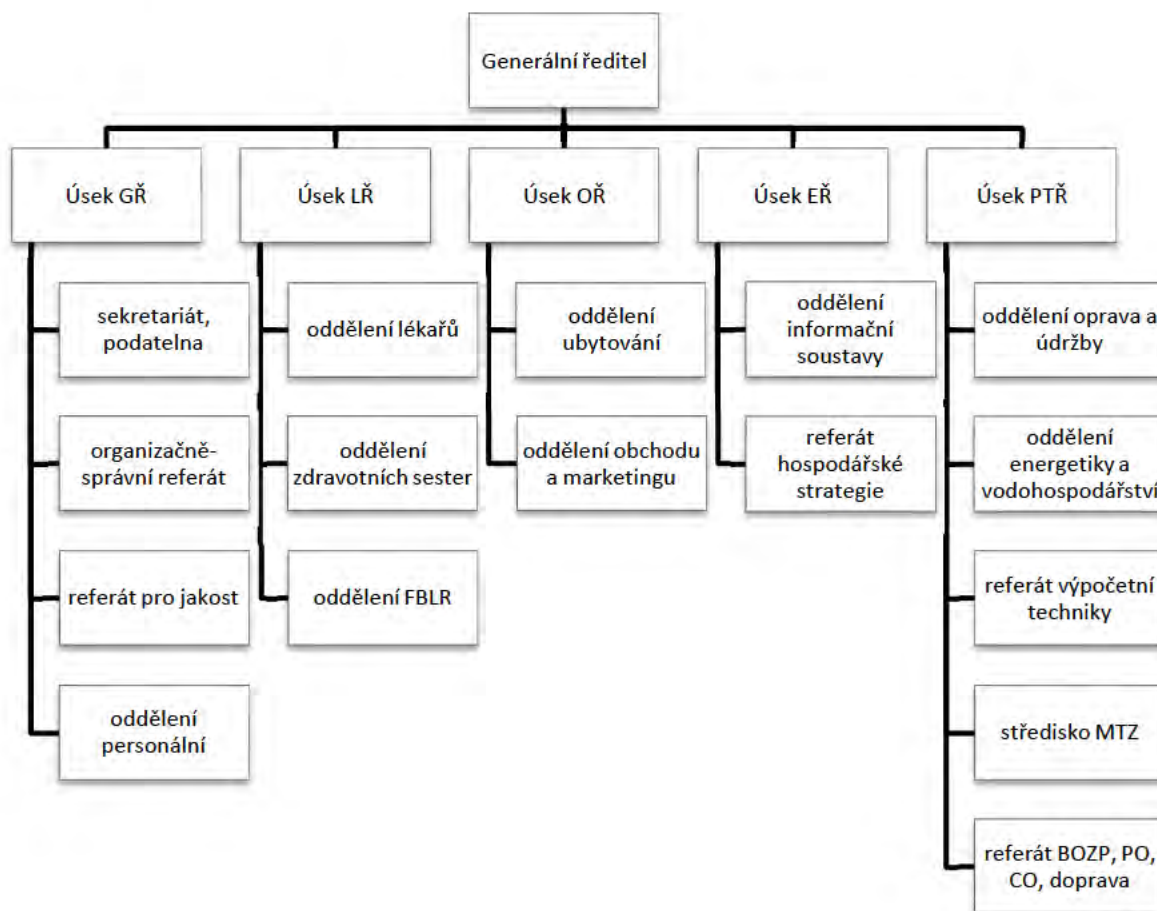 Generální ředitel
Úsek GŘ
Úsek LŘ
Úsek OŘ
Úsek EŘ
Úsek PTŘ
sekretariát,
podatelna
organizačně-
správní referát
referát pro jakost
oddělení
personální
oddělení lékařů
oddělení
zdravotních sester
oddělení FBLR
oddělení
ubytování
oddělení obchodu
a marketingu
oddělení
informační
soustavy
referát
hospodářské
strategie
oddělení oprava a
údržby
oddělení
energetiky a
vodohospodářství
referát výpočetní
techniky
středisko MTZ
referát BOZP, PO,
CO, doprava